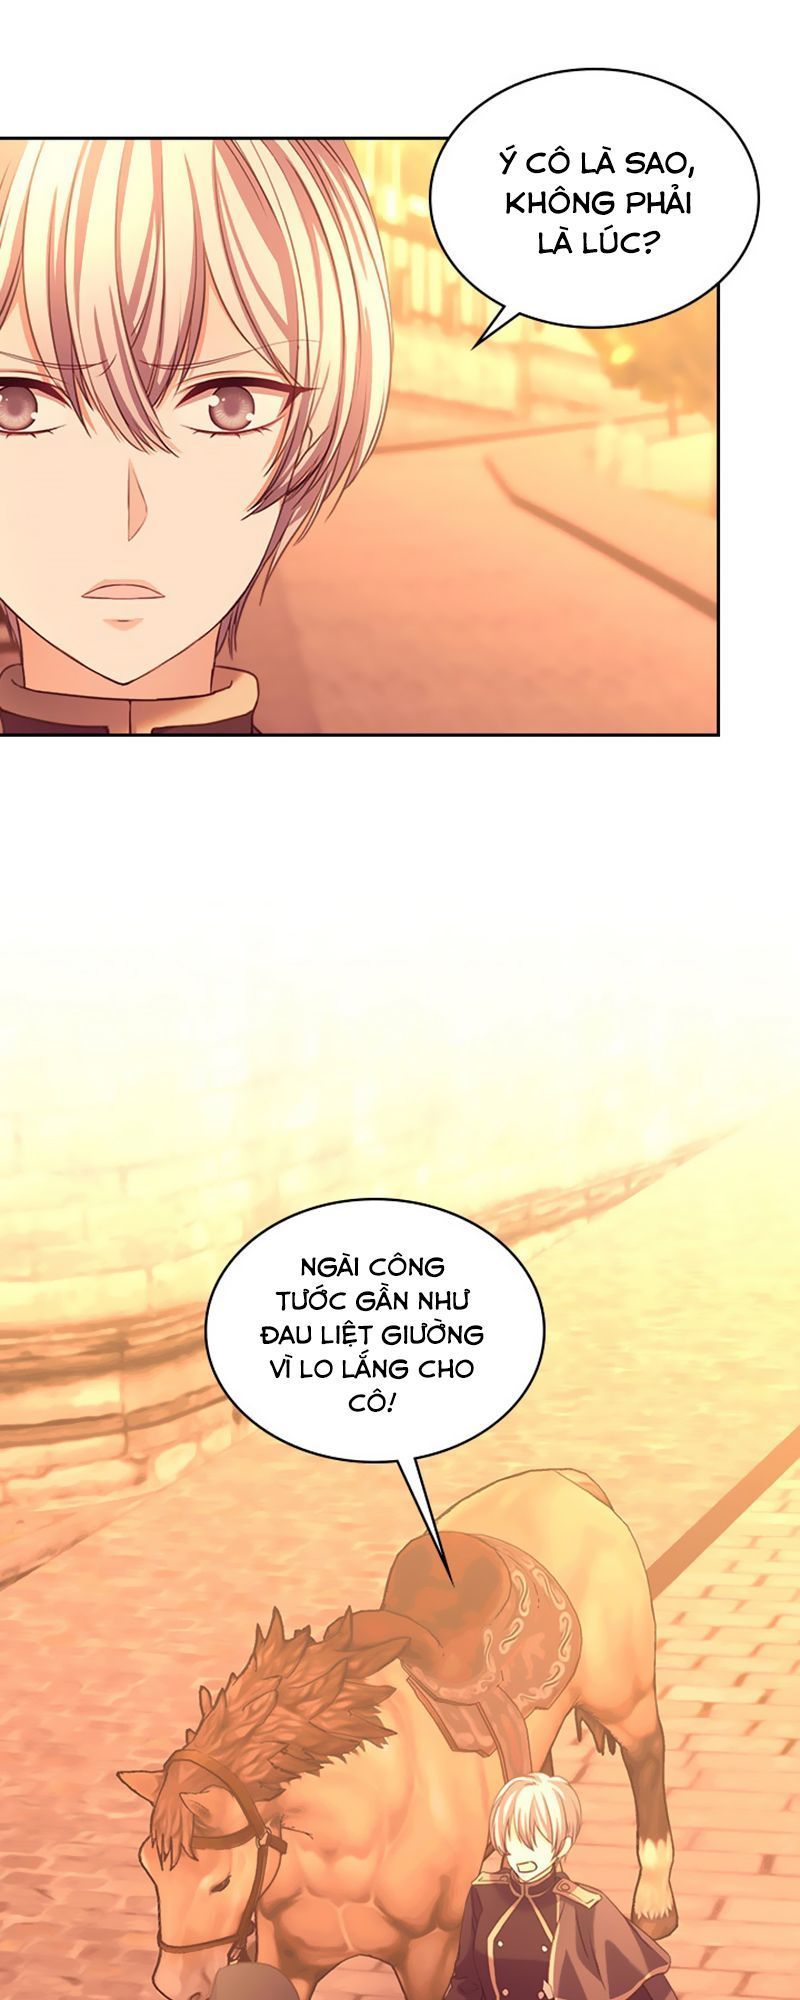 Ý CÔ LÀ SAO,
KHÔNG PHẢI
LÀ LÚC?
NGÀI CÔNG
TƯỚC GẦN NHƯ
ĐAU LIỆT GIƯỜNG
VÌ LO LẮNG CHO
CÔ!